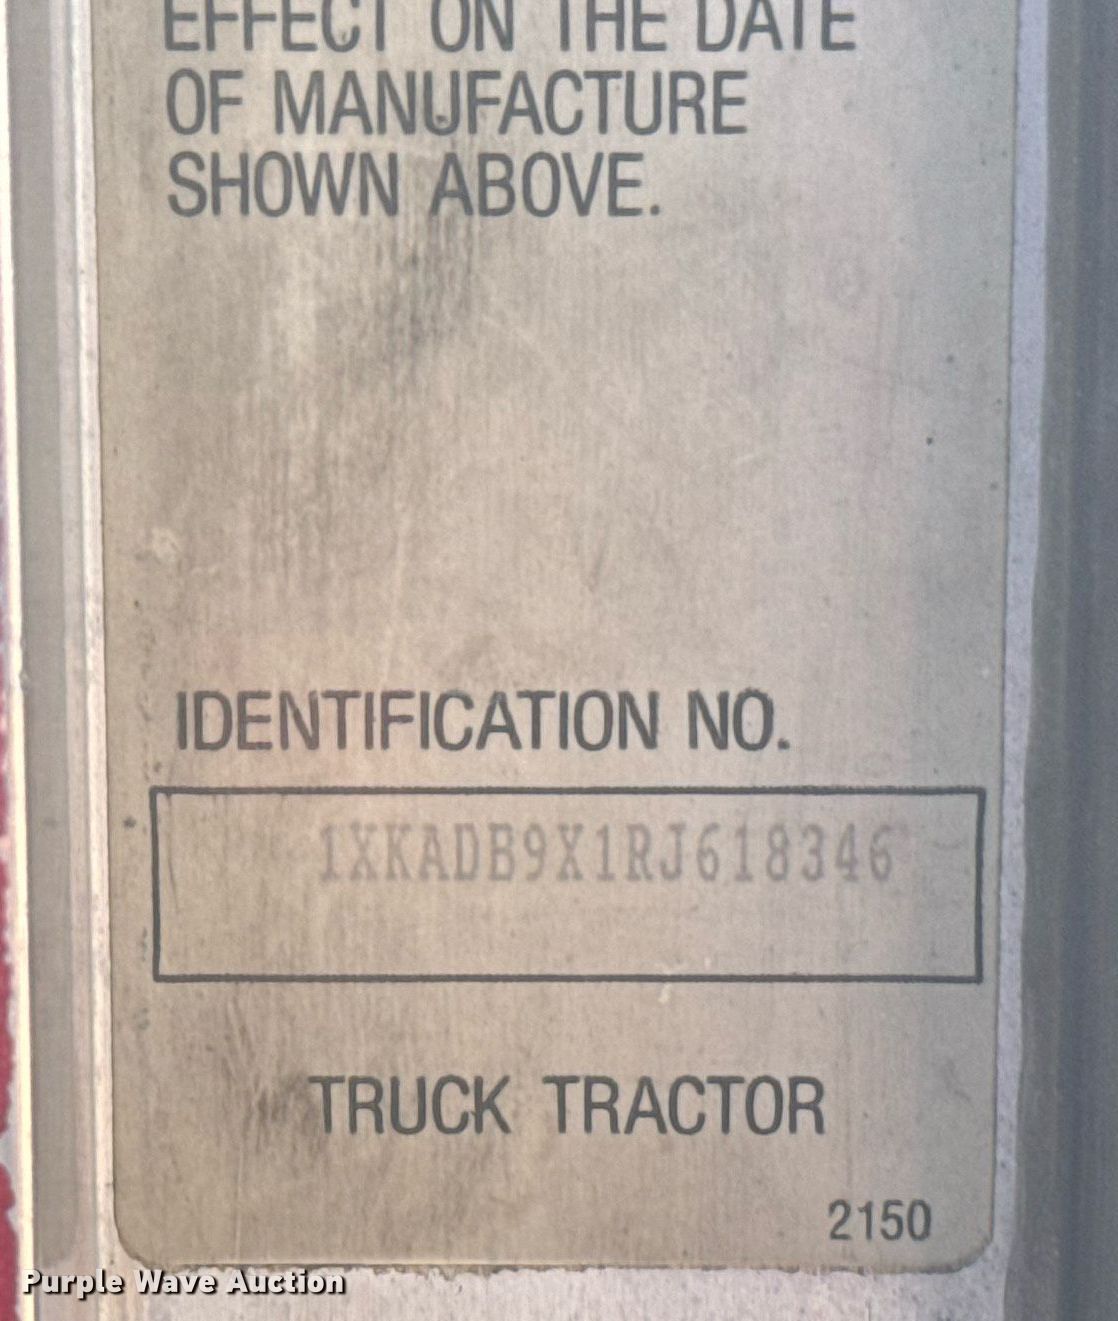 EFFECT ON THE DATE
OF MANUFACTURE
SHOWN ABOVE.
IDENTIFICATION NO.
1XKADB9X1RJ618346
TRUCK TRACTOR
2150
Purple Wave Auction